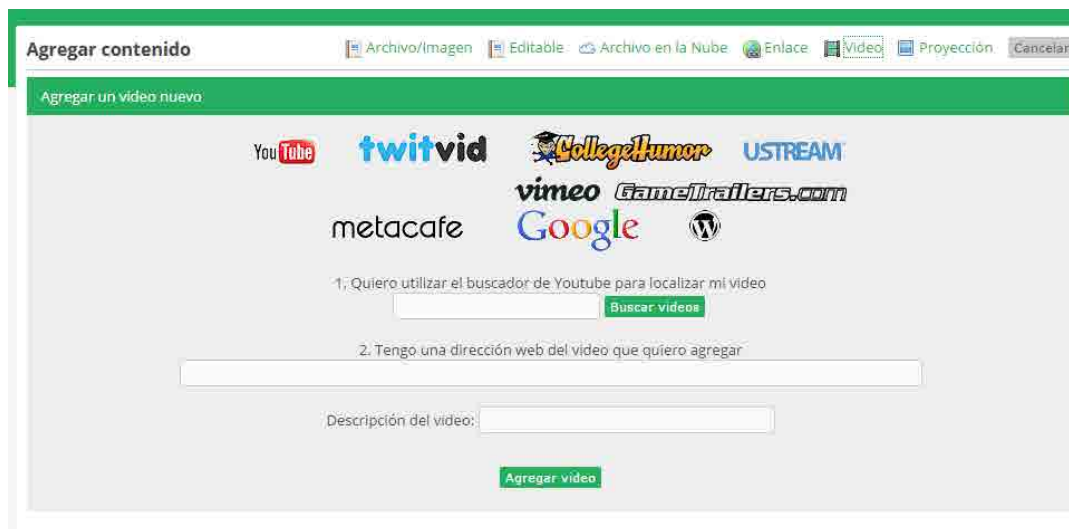 Agregar contenido
Archivo/Imagen Editable Archivo en la Nube Enlace Video Proyección Cancelar
Agregar un video nuevo
You Tube twitvid CollegeHumor USTREAM
vimeo GameTrailers.com
metacafe Google
1. Quiero utilizar el buscador de Youtube para localizar mi video
Buscar videos
2. Tengo una dirección web del video que quiero agregar
Descripción del video:
Agregar video